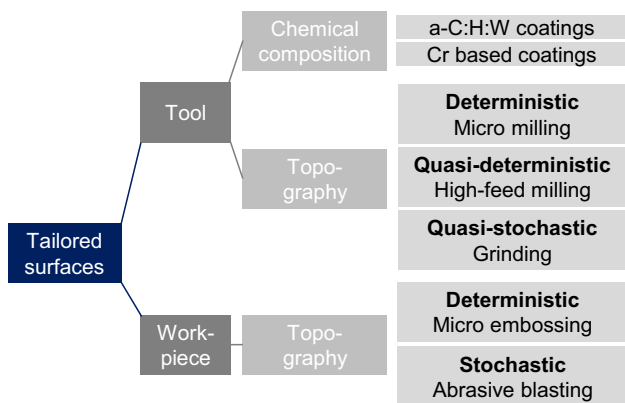 Tailored
surfaces
Tool
Chemical
composition
a-C:H:W coatings
Cr based coatings
Topo-
graphy
Deterministic
Micro milling
Quasi-deterministic
High-feed milling
Quasi-stochastic
Grinding
Work-
piece
Topo-
graphy
Deterministic
Micro embossing
Stochastic
Abrasive blasting